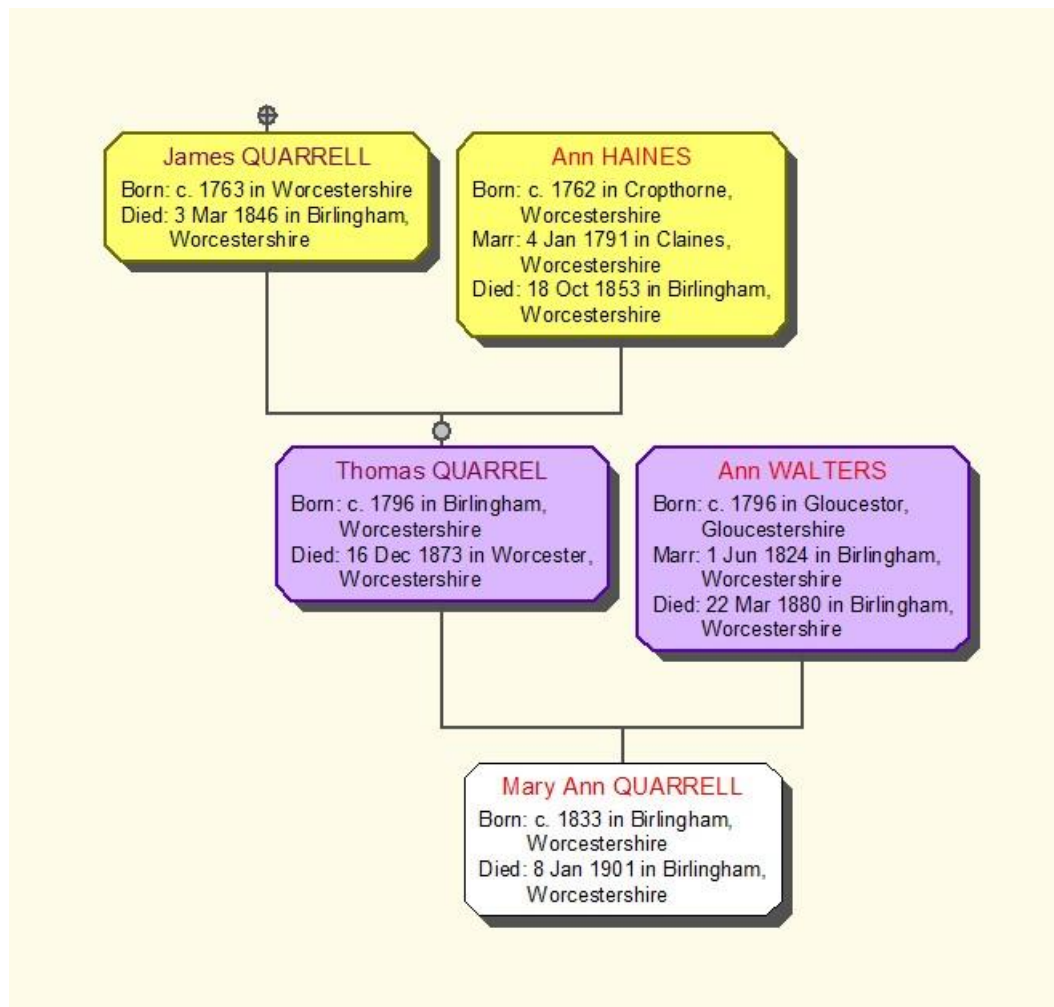 James QUARRELL
Born: c. 1763 in Worcestershire
Died: 3 Mar 1846 in Birlingham,
Worcestershire
Ann HAINES
Born: c. 1762 in Cropthorne,
Worcestershire
Marr: 4 Jan 1791 in Claines,
Worcestershire
Died: 18 Oct 1853 in Birlingham,
Worcestershire
Thomas QUARREL
Born: c. 1796 in Birlingham,
Worcestershire
Died: 16 Dec 1873 in Worcester,
Worcestershire
Ann WALTERS
Born: c. 1796 in Gloucestor,
Gloucestershire
Marr: 1 Jun 1824 in Birlingham,
Worcestershire
Died: 22 Mar 1880 in Birlingham,
Worcestershire
Mary Ann QUARRELL
Born: c. 1833 in Birlingham,
Worcestershire
Died: 8 Jan 1901 in Birlingham,
Worcestershire